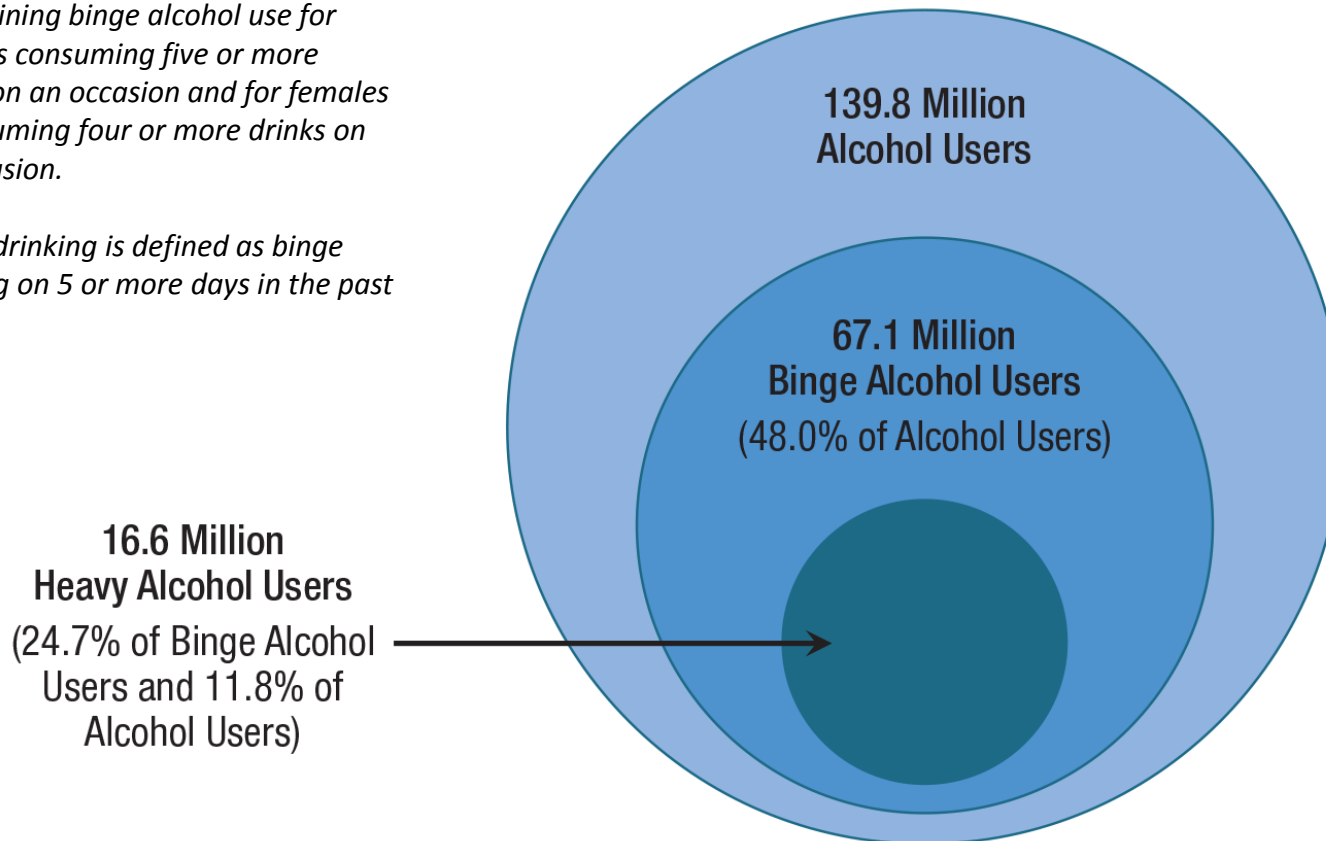 ining binge alcohol use for
s consuming five or more
on an occasion and for females
uming four or more drinks on
asion.
drinking is defined as binge
g on 5 or more days in the past
139.8 Million
Alcohol Users
67.1 Million
Binge Alcohol Users
(48.0% of Alcohol Users)
16.6 Million
Heavy Alcohol Users
(24.7% of Binge Alcohol
Users and 11.8% of
Alcohol Users)